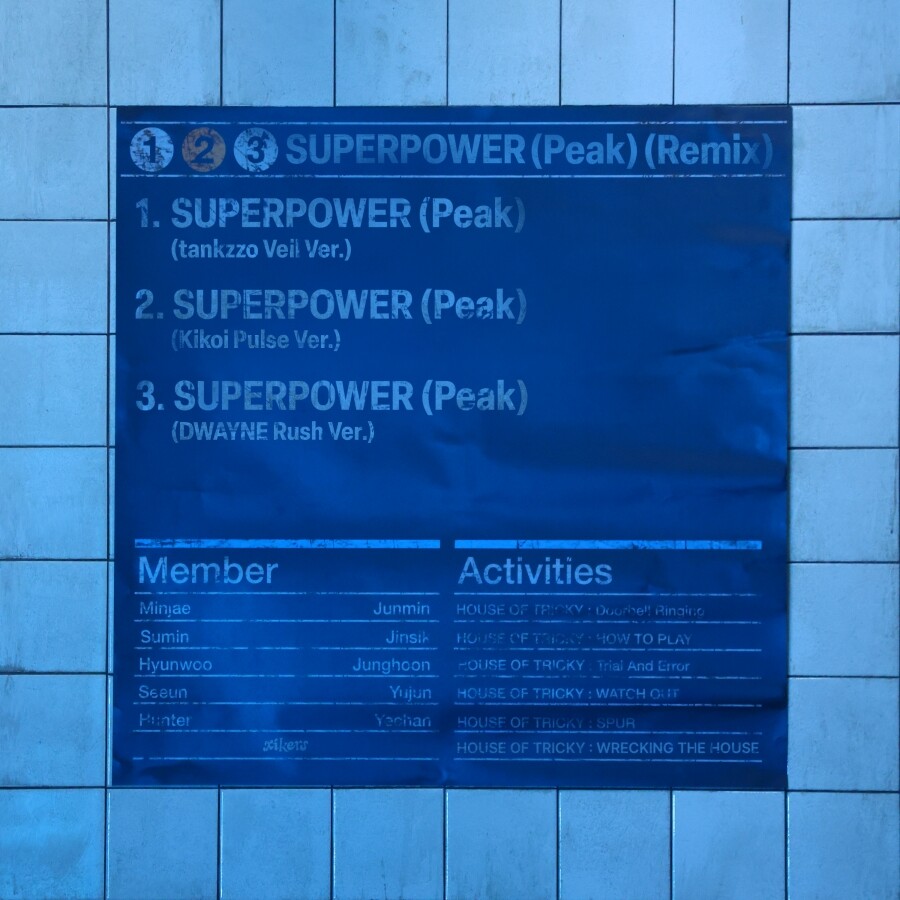 1 2 3 SUPERPOWER (Peak) (Remix)
1. SUPERPOWER (Peak)
(tankzzo Veil Ver.)
2. SUPERPOWER (Peak)
(Kikoi Pulse Ver.)
3. SUPERPOWER (Peak)
(DWAYNE Rush Ver.)
Member
Minjae Junmin
Sumin Jinsik
Hyunwoo Junghoon
Seeun Yujun
Hunter Yechan
xikers
Activities
HOUSE OF TRICKY : Doorbell Ringing
HOUSE OF TRICKY : HOW TO PLAY
HOUSE OF TRICKY : Trial And Error
HOUSE OF TRICKY : WATCH OUT
HOUSE OF TRICKY : SPUR
HOUSE OF TRICKY : WRECKING THE HOUSE